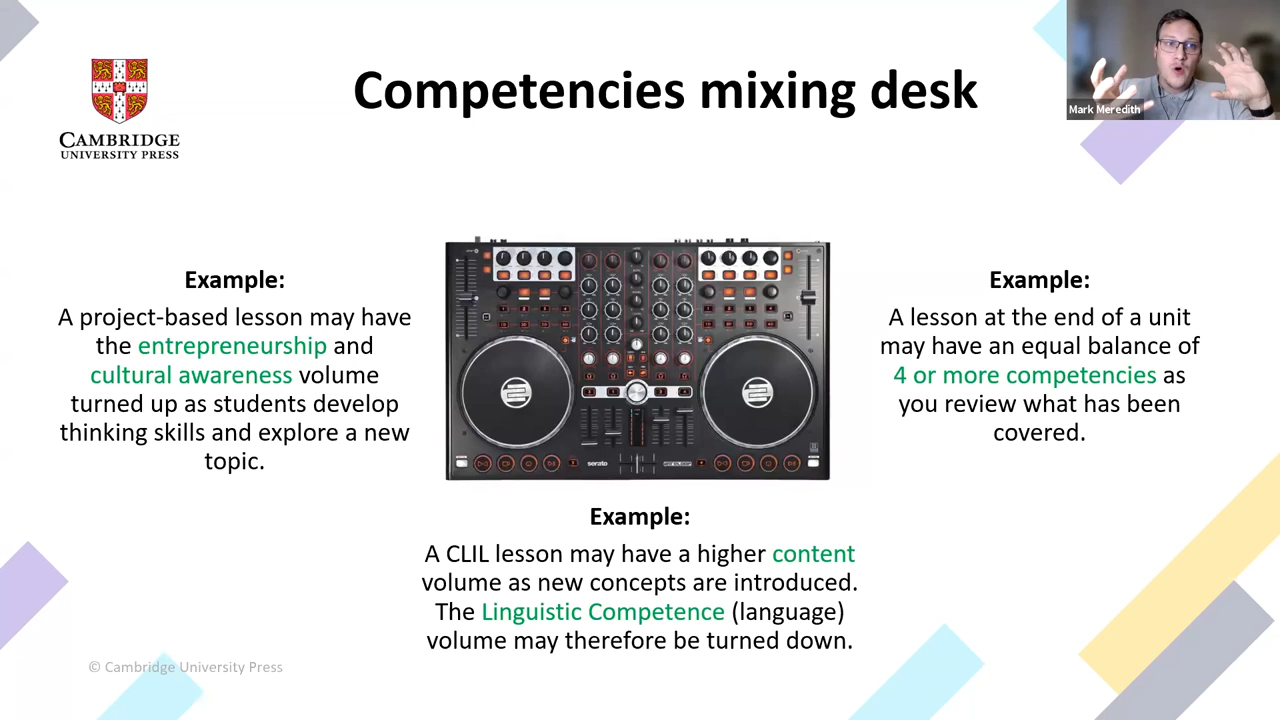 Competencies mixing desk
CAMBRIDGE
UNIVERSITY PRESS
Mark Meredith
Example:
A project-based lesson may have
the entrepreneurship and
cultural awareness volume
turned up as students develop
thinking skills and explore a new
topic.
serato
Example:
A CLIL lesson may have a higher content
volume as new concepts are introduced.
The Linguistic Competence (language)
volume may therefore be turned down.
Example:
A lesson at the end of a unit
may have an equal balance of
4 or more competencies as
you review what has been
covered.
© Cambridge University Press